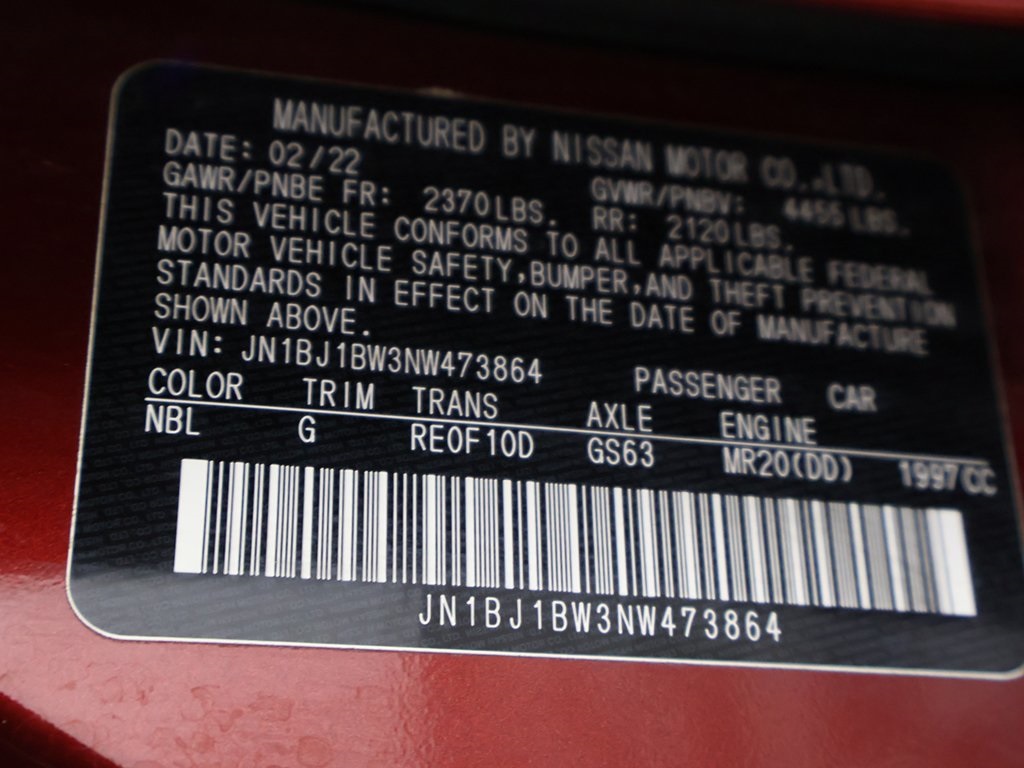 MANUFACTURED BY NISSAN MOTOR CO.,LTD.
DATE: 02/22 GVWR/PNBV: 4455LBS.
GAWR/PNBE FR: 2370LBS. RR: 2120LBS.
THIS VEHICLE CONFORMS TO ALL APPLICABLE FEDERAL
MOTOR VEHICLE SAFETY,BUMPER,AND THEFT PREVENTION
STANDARDS IN EFFECT ON THE DATE OF MANUFACTURE
SHOWN ABOVE.
VIN: JN1BJ1BW3NW473864 PASSENGER CAR
COLOR TRIM TRANS AXLE ENGINE
NBL G RE0F10D GS63 MR20(DD) 1997CC
JN1BJ1BW3NW473864